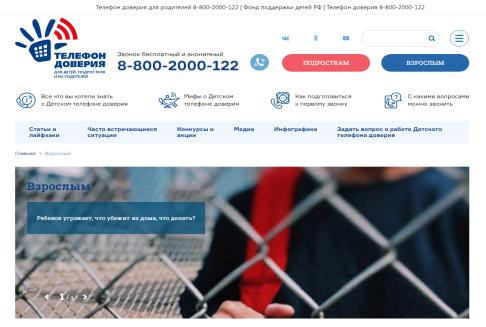 Телефон доверия для родителей 8-800-2000-122 | Фонд поддержки детей РФ | Телефон доверия 8-800-2000-122
ТЕЛЕФОН
ДОВЕРИЯ
ДЛЯ ДЕТЕЙ, ПОДРОСТКОВ
И ИХ РОДИТЕЛЕЙ
Звонок бесплатный и анонимный
8-800-2000-122
ПОДРОСТКАМ
ВЗРОСЛЫМ
Все что вы хотели знать
о Детском телефоне доверия
Мифы о Детском
телефоне доверия
Как подготовиться
к первому звонку
С какими вопросами
можно звонить
Статьи и
лайфхаки
Часто встречающиеся
ситуации
Конкурсы и
акции
Медиа
Инфографика
Задать вопрос о работе Детского
телефона доверия
Главная • Взрослым
Взрослым
Ребенок угрожает, что убежит из дома, что делать?
1 / 3